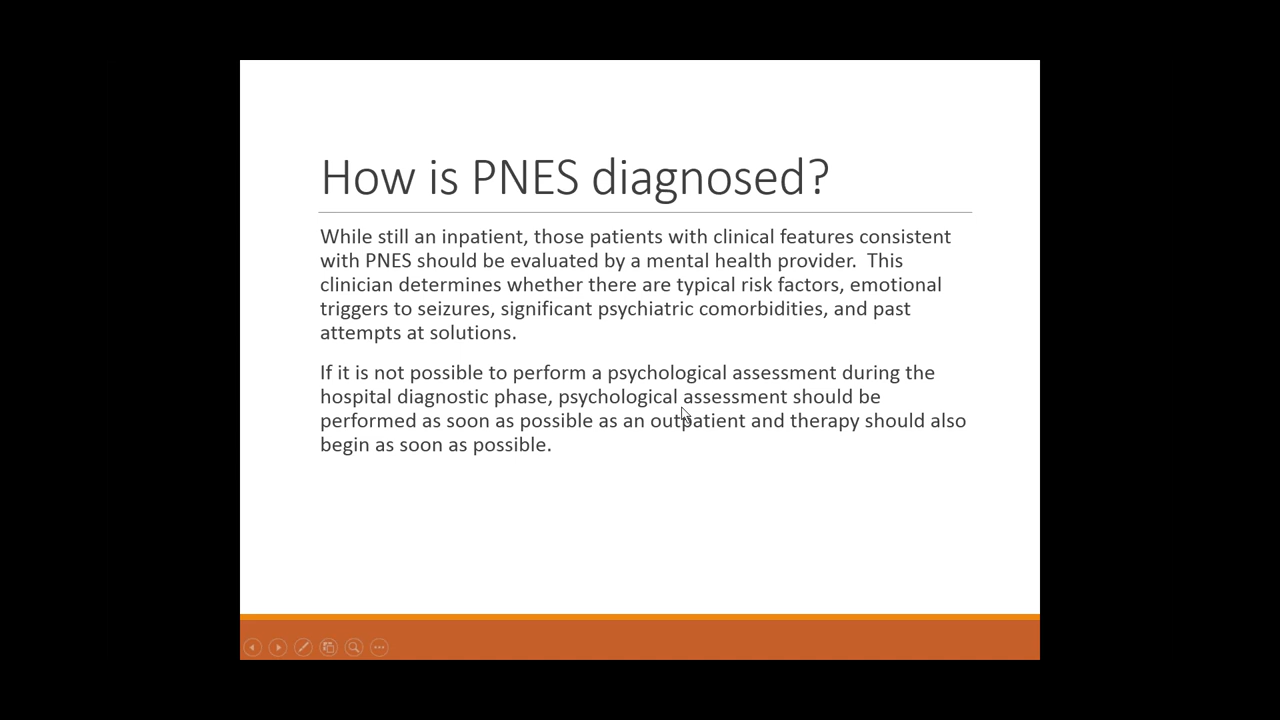 How is PNES diagnosed?
While still an inpatient, those patients with clinical features consistent
with PNES should be evaluated by a mental health provider.  This
clinician determines whether there are typical risk factors, emotional
triggers to seizures, significant psychiatric comorbidities, and past
attempts at solutions.
If it is not possible to perform a psychological assessment during the
hospital diagnostic phase, psychological assessment should be
performed as soon as possible as an outpatient and therapy should also
begin as soon as possible.